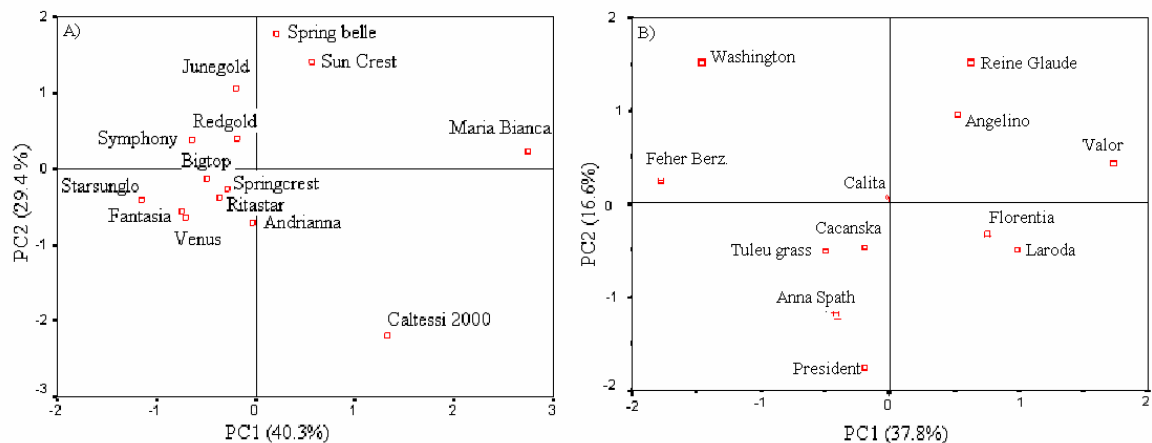 A)
2
1
0
-1
-2
-3
PC2 (29.4 %)
Spring belle
Sun Crest
Junegold
Maria Bianca
Redgold
Symphony
Bigtop
Starsunglo
Springcrest
Ritastar
Fantasia
Andrianna
Venus
Caltessi 2000
-2
-1
0
1
2
3
PC1 (40.3%)
B)
2
1
0
-1
-2
PC2 (16.6%)
Washington
Reine Glaude
Angelino
Valor
Feher Berz.
Calita
Florentia
Cacanska
Tuleu grass
Laroda
Anna Spath
President
-2
-1
0
1
2
PC1 (37.8%)